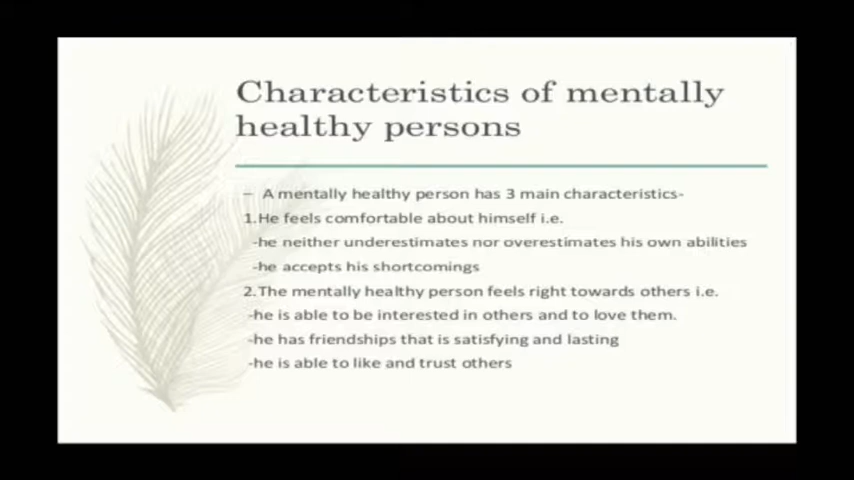 Characteristics of mentally
healthy persons
– A mentally healthy person has 3 main characteristics-
1.He feels comfortable about himself i.e.
-he neither underestimates nor overestimates his own abilities
-he accepts his shortcomings
2.The mentally healthy person feels right towards others i.e.
-he is able to be interested in others and to love them.
-he has friendships that is satisfying and lasting
-he is able to like and trust others